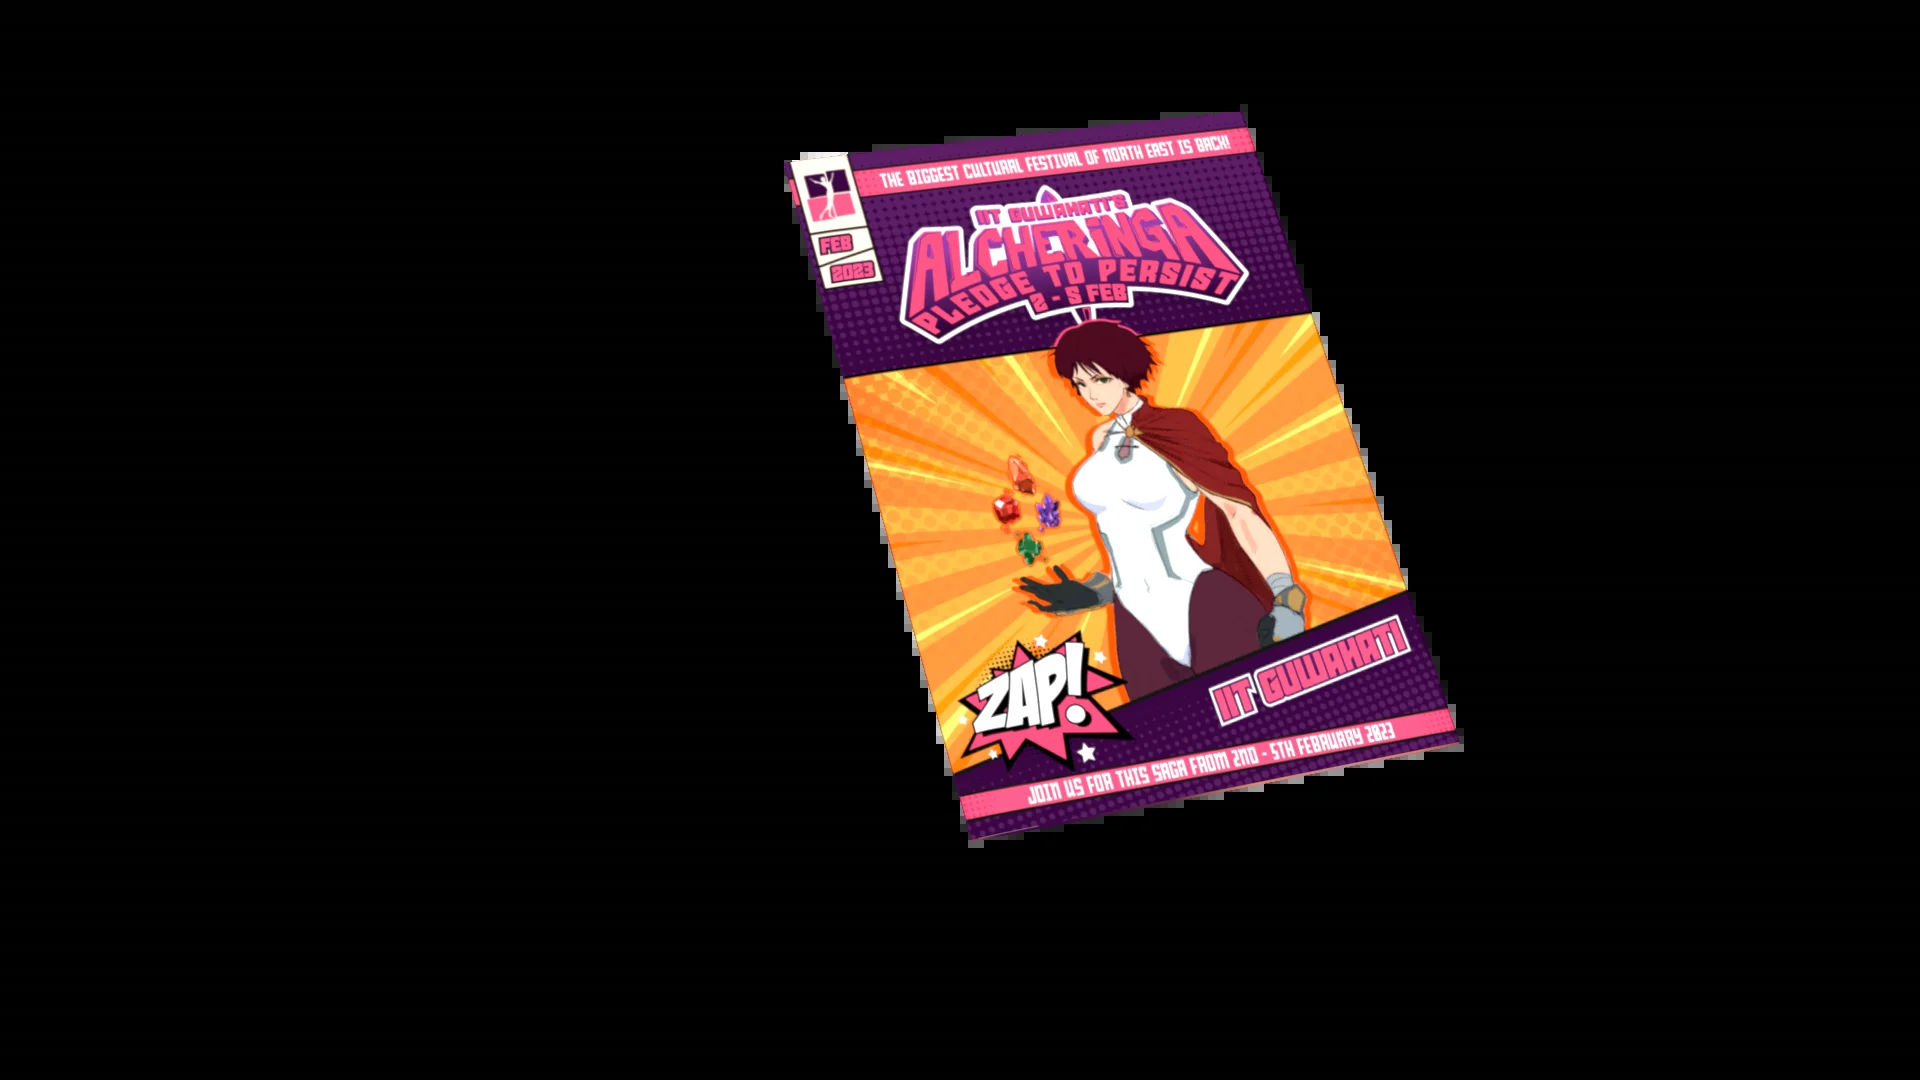 THE BIGGEST CULTURAL FESTIVAL OF NORTH EAST IS BACK!
FEB
2023
IIT GUWAHATI'S
ALCHERINGA
PLEDGE TO PERSIST
2 - 5 FEB
ZAP!
IIT GUWAHATI
JOIN US FOR THIS SAGA FROM 2ND - 5TH FEBRUARY 2023